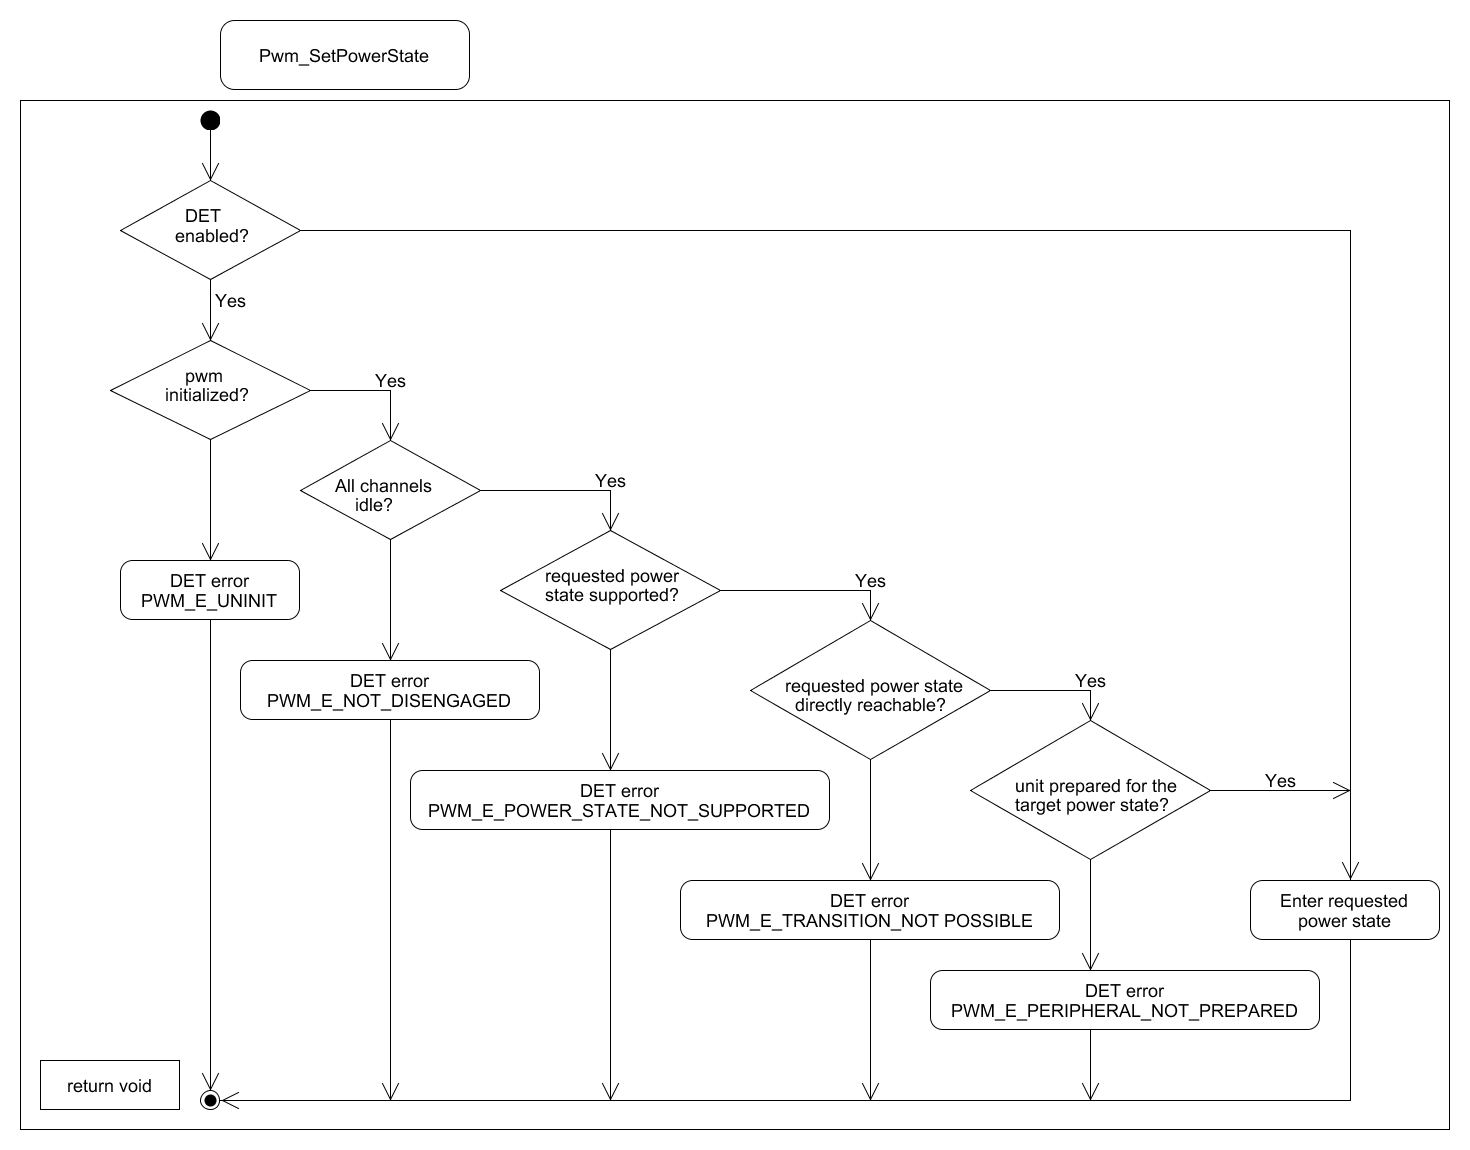 Pwm_SetPowerState
DET
enabled?
Yes
pwm
initialized?
Yes
All channels
idle?
Yes
requested power
state supported?
Yes
DET error
PWM_E_UNINIT
requested power state
directly reachable?
Yes
DET error
PWM_E_NOT_DISENGAGED
unit prepared for the
target power state?
Yes
DET error
PWM_E_POWER_STATE_NOT_SUPPORTED
DET error
PWM_E_TRANSITION_NOT POSSIBLE
Enter requested
power state
DET error
PWM_E_PERIPHERAL_NOT_PREPARED
return void